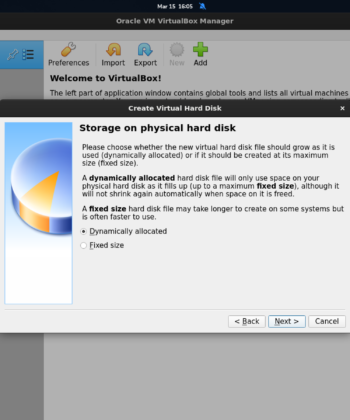 Mar 15 16:05
Oracle VM VirtualBox Manager
Preferences Import Export New Add
Welcome to VirtualBox!
The left part of application window contains global tools and lists all virtual machines
Create Virtual Hard Disk
Storage on physical hard disk
Please choose whether the new virtual hard disk file should grow as it is
used (dynamically allocated) or if it should be created at its maximum
size (fixed size).
A dynamically allocated hard disk file will only use space on your
physical hard disk as it fills up (up to a maximum fixed size), although it
will not shrink again automatically when space on it is freed.
A fixed size hard disk file may take longer to create on some systems but
is often faster to use.
Dynamically allocated
Fixed size
< Back Next > Cancel